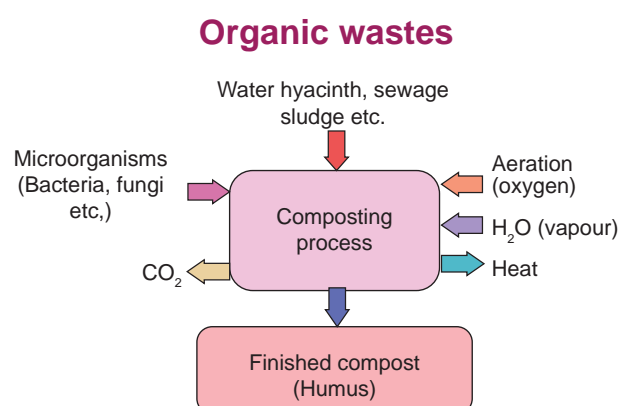 Organic wastes
Water hyacinth, sewage
sludge etc.
Microorganisms
(Bacteria, fungi
etc,)
Aeration
(oxygen)
Composting
process
H₂O (vapour)
CO₂
Heat
Finished compost
(Humus)